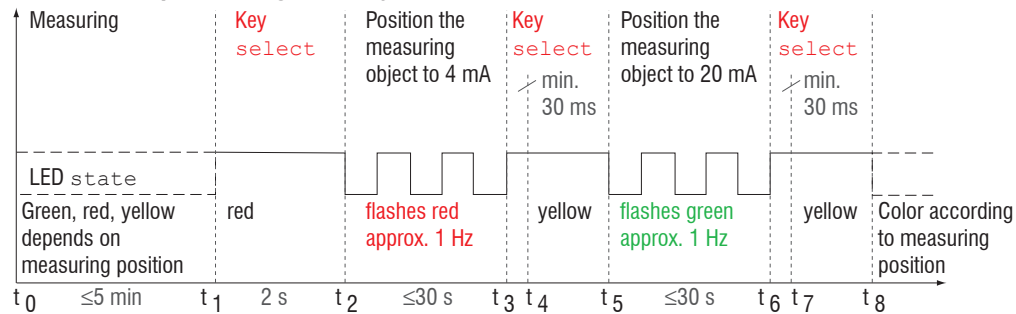 Measuring
Key
select
Position the
measuring
object to 4 mA
Key
select
min.
30 ms
Position the
measuring
object to 20 mA
Key
select
min.
30 ms
LED state
Green, red, yellow
depends on
measuring position
red
flashes red
approx. 1 Hz
yellow
flashes green
approx. 1 Hz
yellow
Color according
to measuring
position
t0 ≤5 min t1 2 s t2 ≤30 s t3 t4 t5 ≤30 s t6 t7 t8